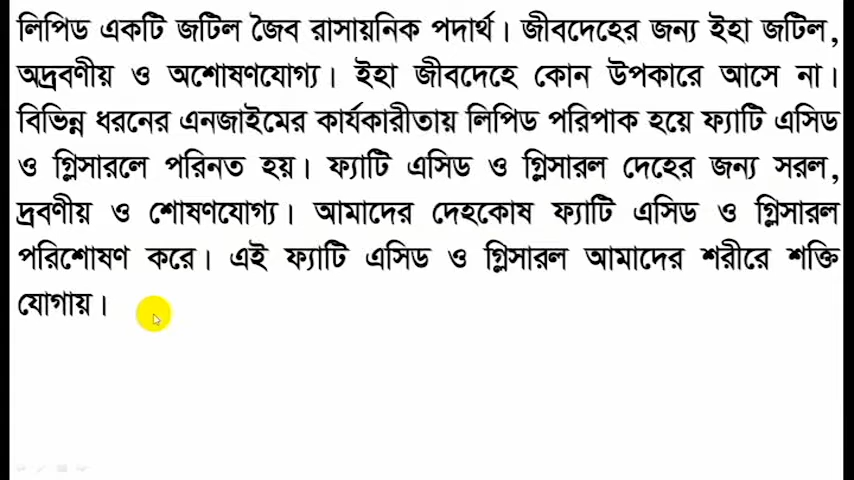 লিপিড একটি জটিল জৈব রাসায়নিক পদার্থ। জীবদেহের জন্য ইহা জটিল,
অদ্রবণীয় ও অশোষণযোগ্য। ইহা জীবদেহে কোন উপকারে আসে না।
বিভিন্ন ধরনের এনজাইমের কার্যকারীতায় লিপিড পরিপাক হয়ে ফ্যাটি এসিড
ও গ্লিসারলে পরিনত হয়। ফ্যাটি এসিড ও গ্লিসারল দেহের জন্য সরল,
দ্রবণীয় ও শোষণযোগ্য। আমাদের দেহকোষ ফ্যাটি এসিড ও গ্লিসারল
পরিশোষণ করে। এই ফ্যাটি এসিড ও গ্লিসারল আমাদের শরীরে শক্তি
যোগায়।